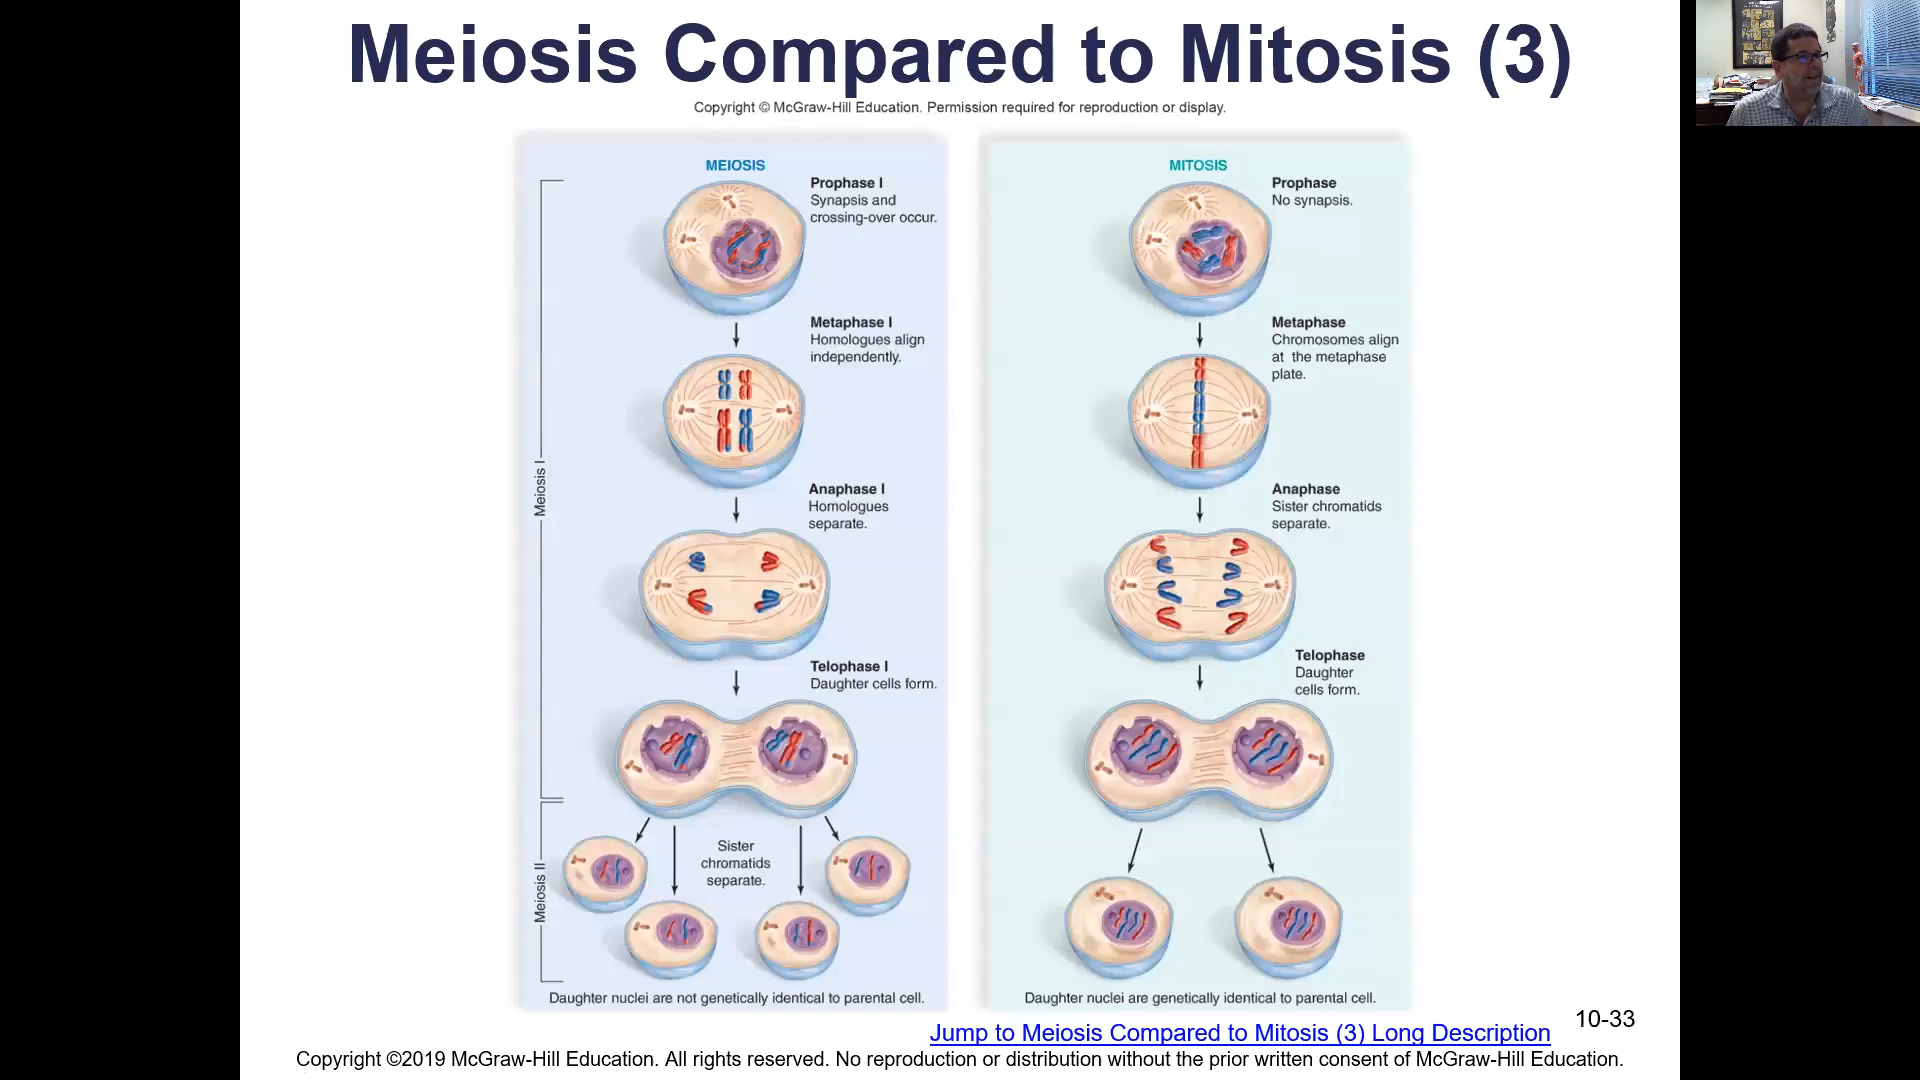 Meiosis Compared to Mitosis (3)
Copyright © McGraw-Hill Education. Permission required for reproduction or display.
MEIOSIS
Prophase I
Synapsis and
crossing-over occur.
Metaphase I
Homologues align
independently.
Anaphase I
Homologues
separate.
Telophase I
Daughter cells form.
Meiosis I
Sister
chromatids
separate.
Meiosis II
Daughter nuclei are not genetically identical to parental cell.
MITOSIS
Prophase
No synapsis.
Metaphase
Chromosomes align
at the metaphase
plate.
Anaphase
Sister chromatids
separate.
Telophase
Daughter
cells form.
Daughter nuclei are genetically identical to parental cell.
10-33
Jump to Meiosis Compared to Mitosis (3) Long Description
Copyright ©2019 McGraw-Hill Education. All rights reserved. No reproduction or distribution without the prior written consent of McGraw-Hill Education.